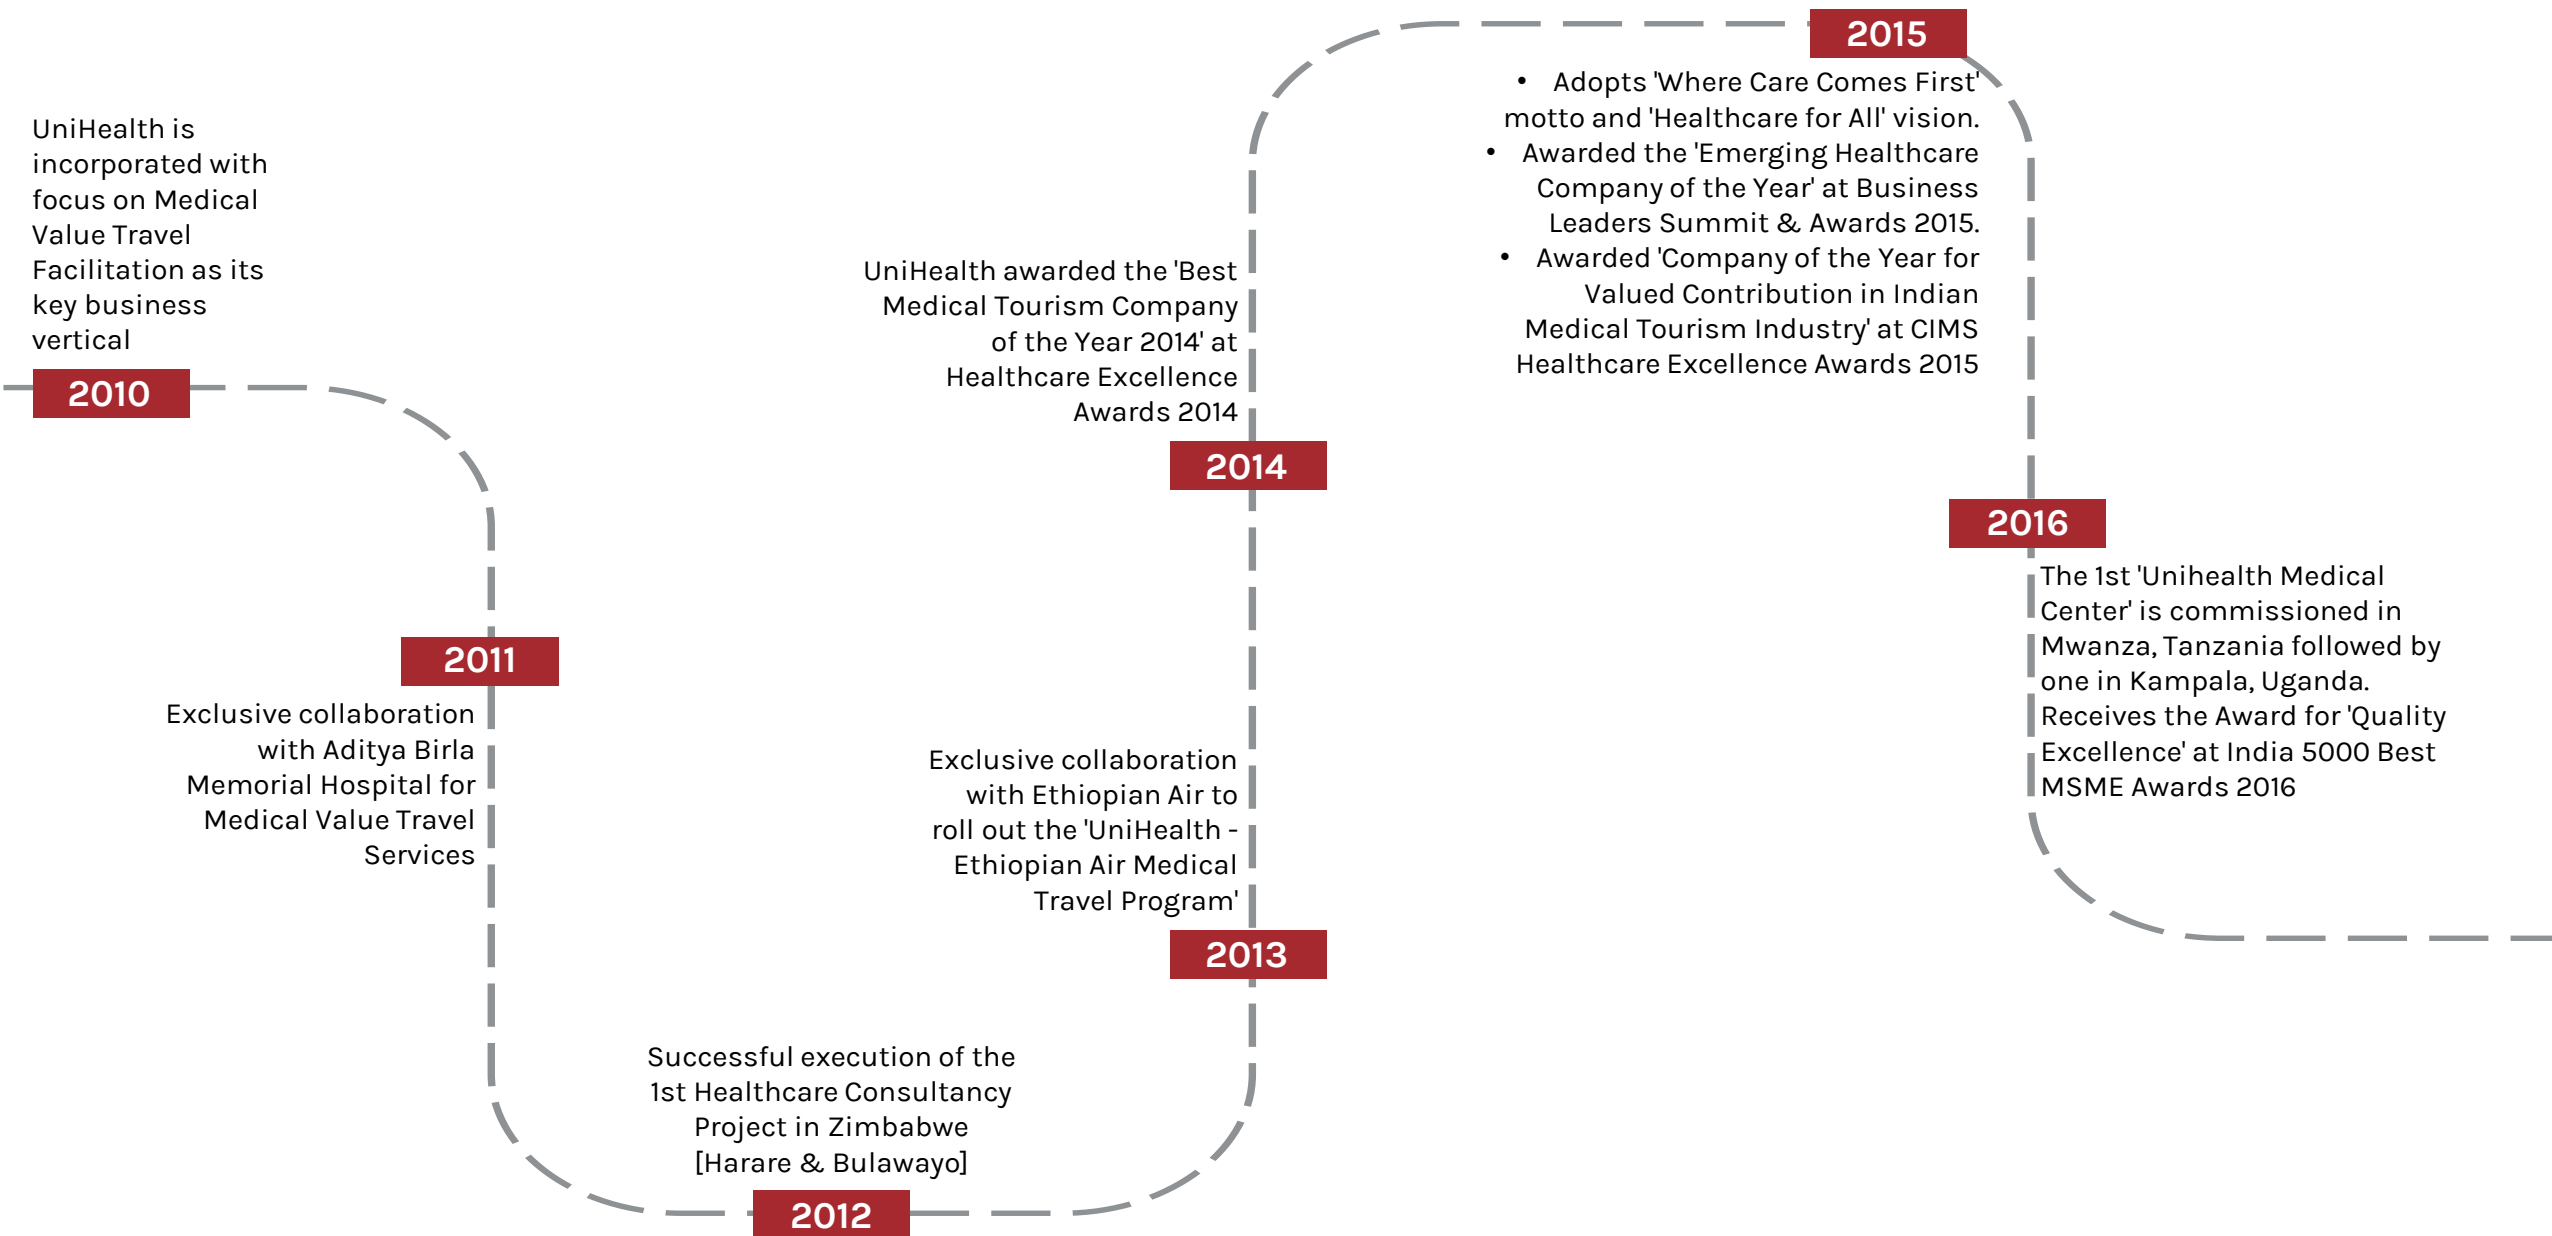 UniHealth is
incorporated with
focus on Medical
Value Travel
Facilitation as its
key business
vertical
2010
2011
Exclusive collaboration
with Aditya Birla
Memorial Hospital for
Medical Value Travel
Services
Successful execution of the
1st Healthcare Consultancy
Project in Zimbabwe
[Harare & Bulawayo]
2012
Exclusive collaboration
with Ethiopian Air to
roll out the 'UniHealth -
Ethiopian Air Medical
Travel Program'
2013
UniHealth awarded the 'Best
Medical Tourism Company
of the Year 2014' at
Healthcare Excellence
Awards 2014
2014
2015
• Adopts 'Where Care Comes First'
motto and 'Healthcare for All' vision.
• Awarded the 'Emerging Healthcare
Company of the Year' at Business
Leaders Summit & Awards 2015.
• Awarded 'Company of the Year for
Valued Contribution in Indian
Medical Tourism Industry' at CIMS
Healthcare Excellence Awards 2015
2016
The 1st 'Unihealth Medical
Center' is commissioned in
Mwanza, Tanzania followed by
one in Kampala, Uganda.
Receives the Award for 'Quality
Excellence' at India 5000 Best
MSME Awards 2016